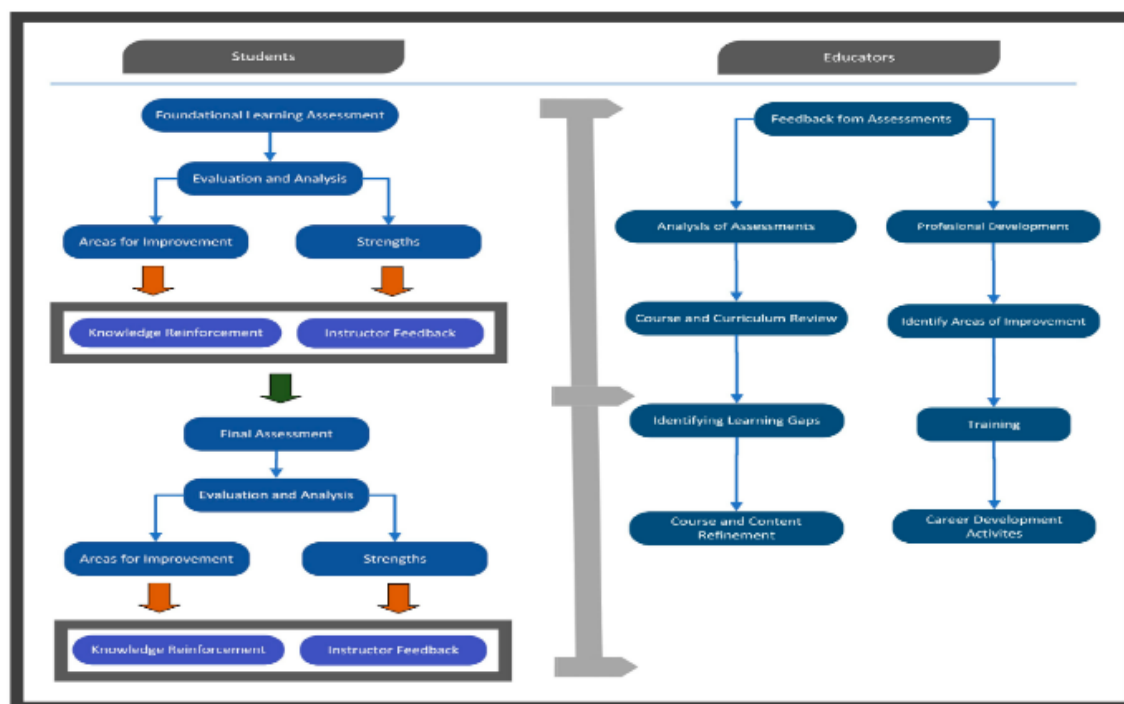 Students
Foundational Learning Assessment
Evaluation and Analysis
Areas for Improvement
Strengths
Knowledge Reinforcement
Instructor Feedback
Final Assessment
Evaluation and Analysis
Areas for Improvement
Strengths
Knowledge Reinforcement
Instructor Feedback
Educators
Feedback fom Assessments
Analysis of Assessments
Profesional Development
Course and Curriculum Review
Identify Areas of Improvement
Identifying Learning Gaps
Training
Course and Content
Refinement
Career Development
Activites